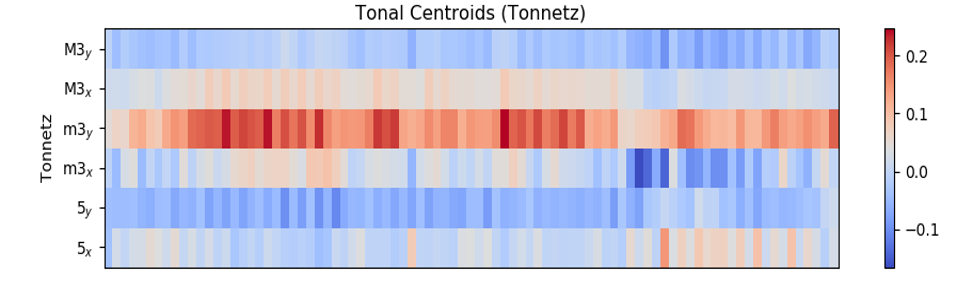 Tonal Centroids (Tonnetz)
M3y
M3x
m3y
m3x
5y
5x
Tonnetz
0.2
0.1
0.0
−0.1